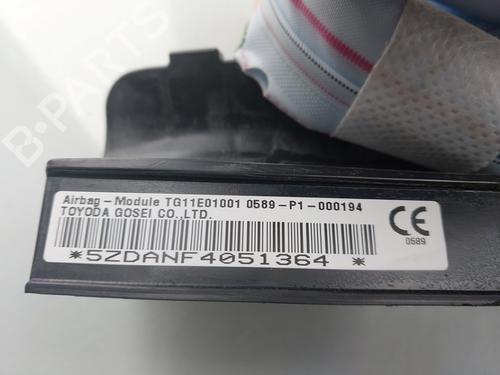 B-PARTS
Airbag - Module TG11E01001 0589-P1-000194
TOYODA GOSEI CO.,LTD.
CE
0589
*5ZDANF4051364 *